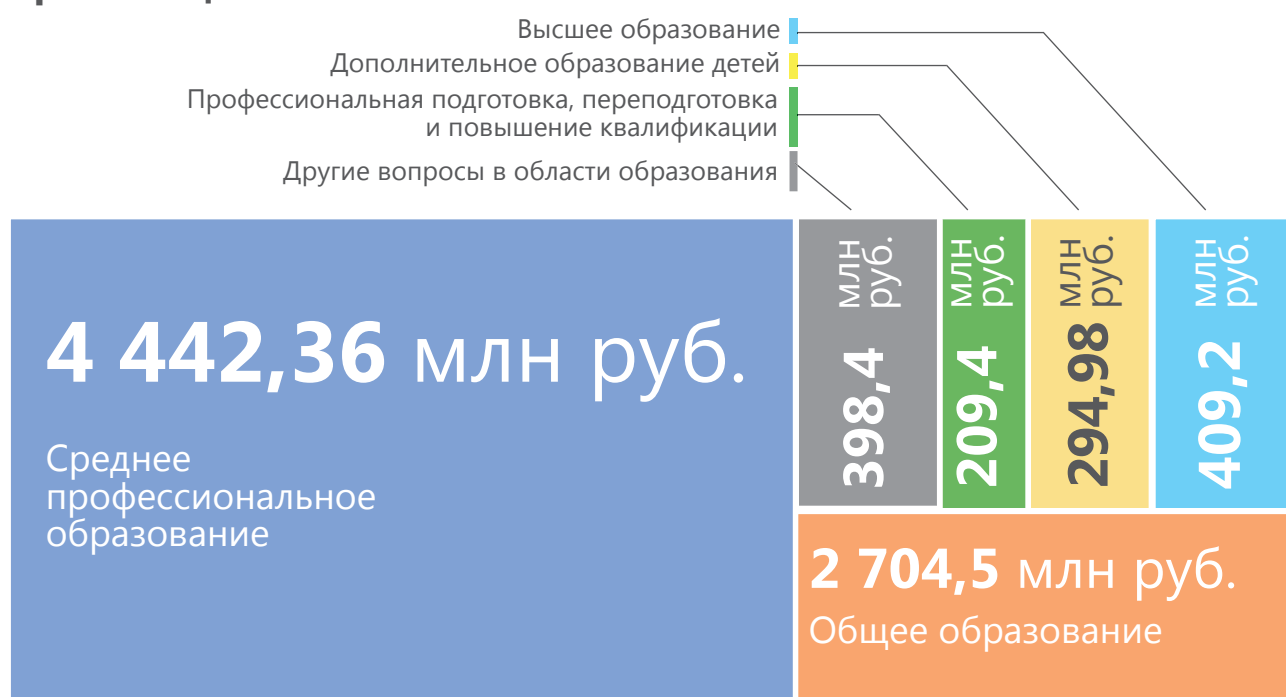 Высшее образование
Дополнительное образование детей
Профессиональная подготовка, переподготовка
и повышение квалификации
Другие вопросы в области образования
4 442,36 млн руб.
Среднее
профессиональное
образование
398,4 млн
руб.
209,4 млн
руб.
294,98 млн
руб.
409,2 млн
руб.
2 704,5 млн руб.
Общее образование